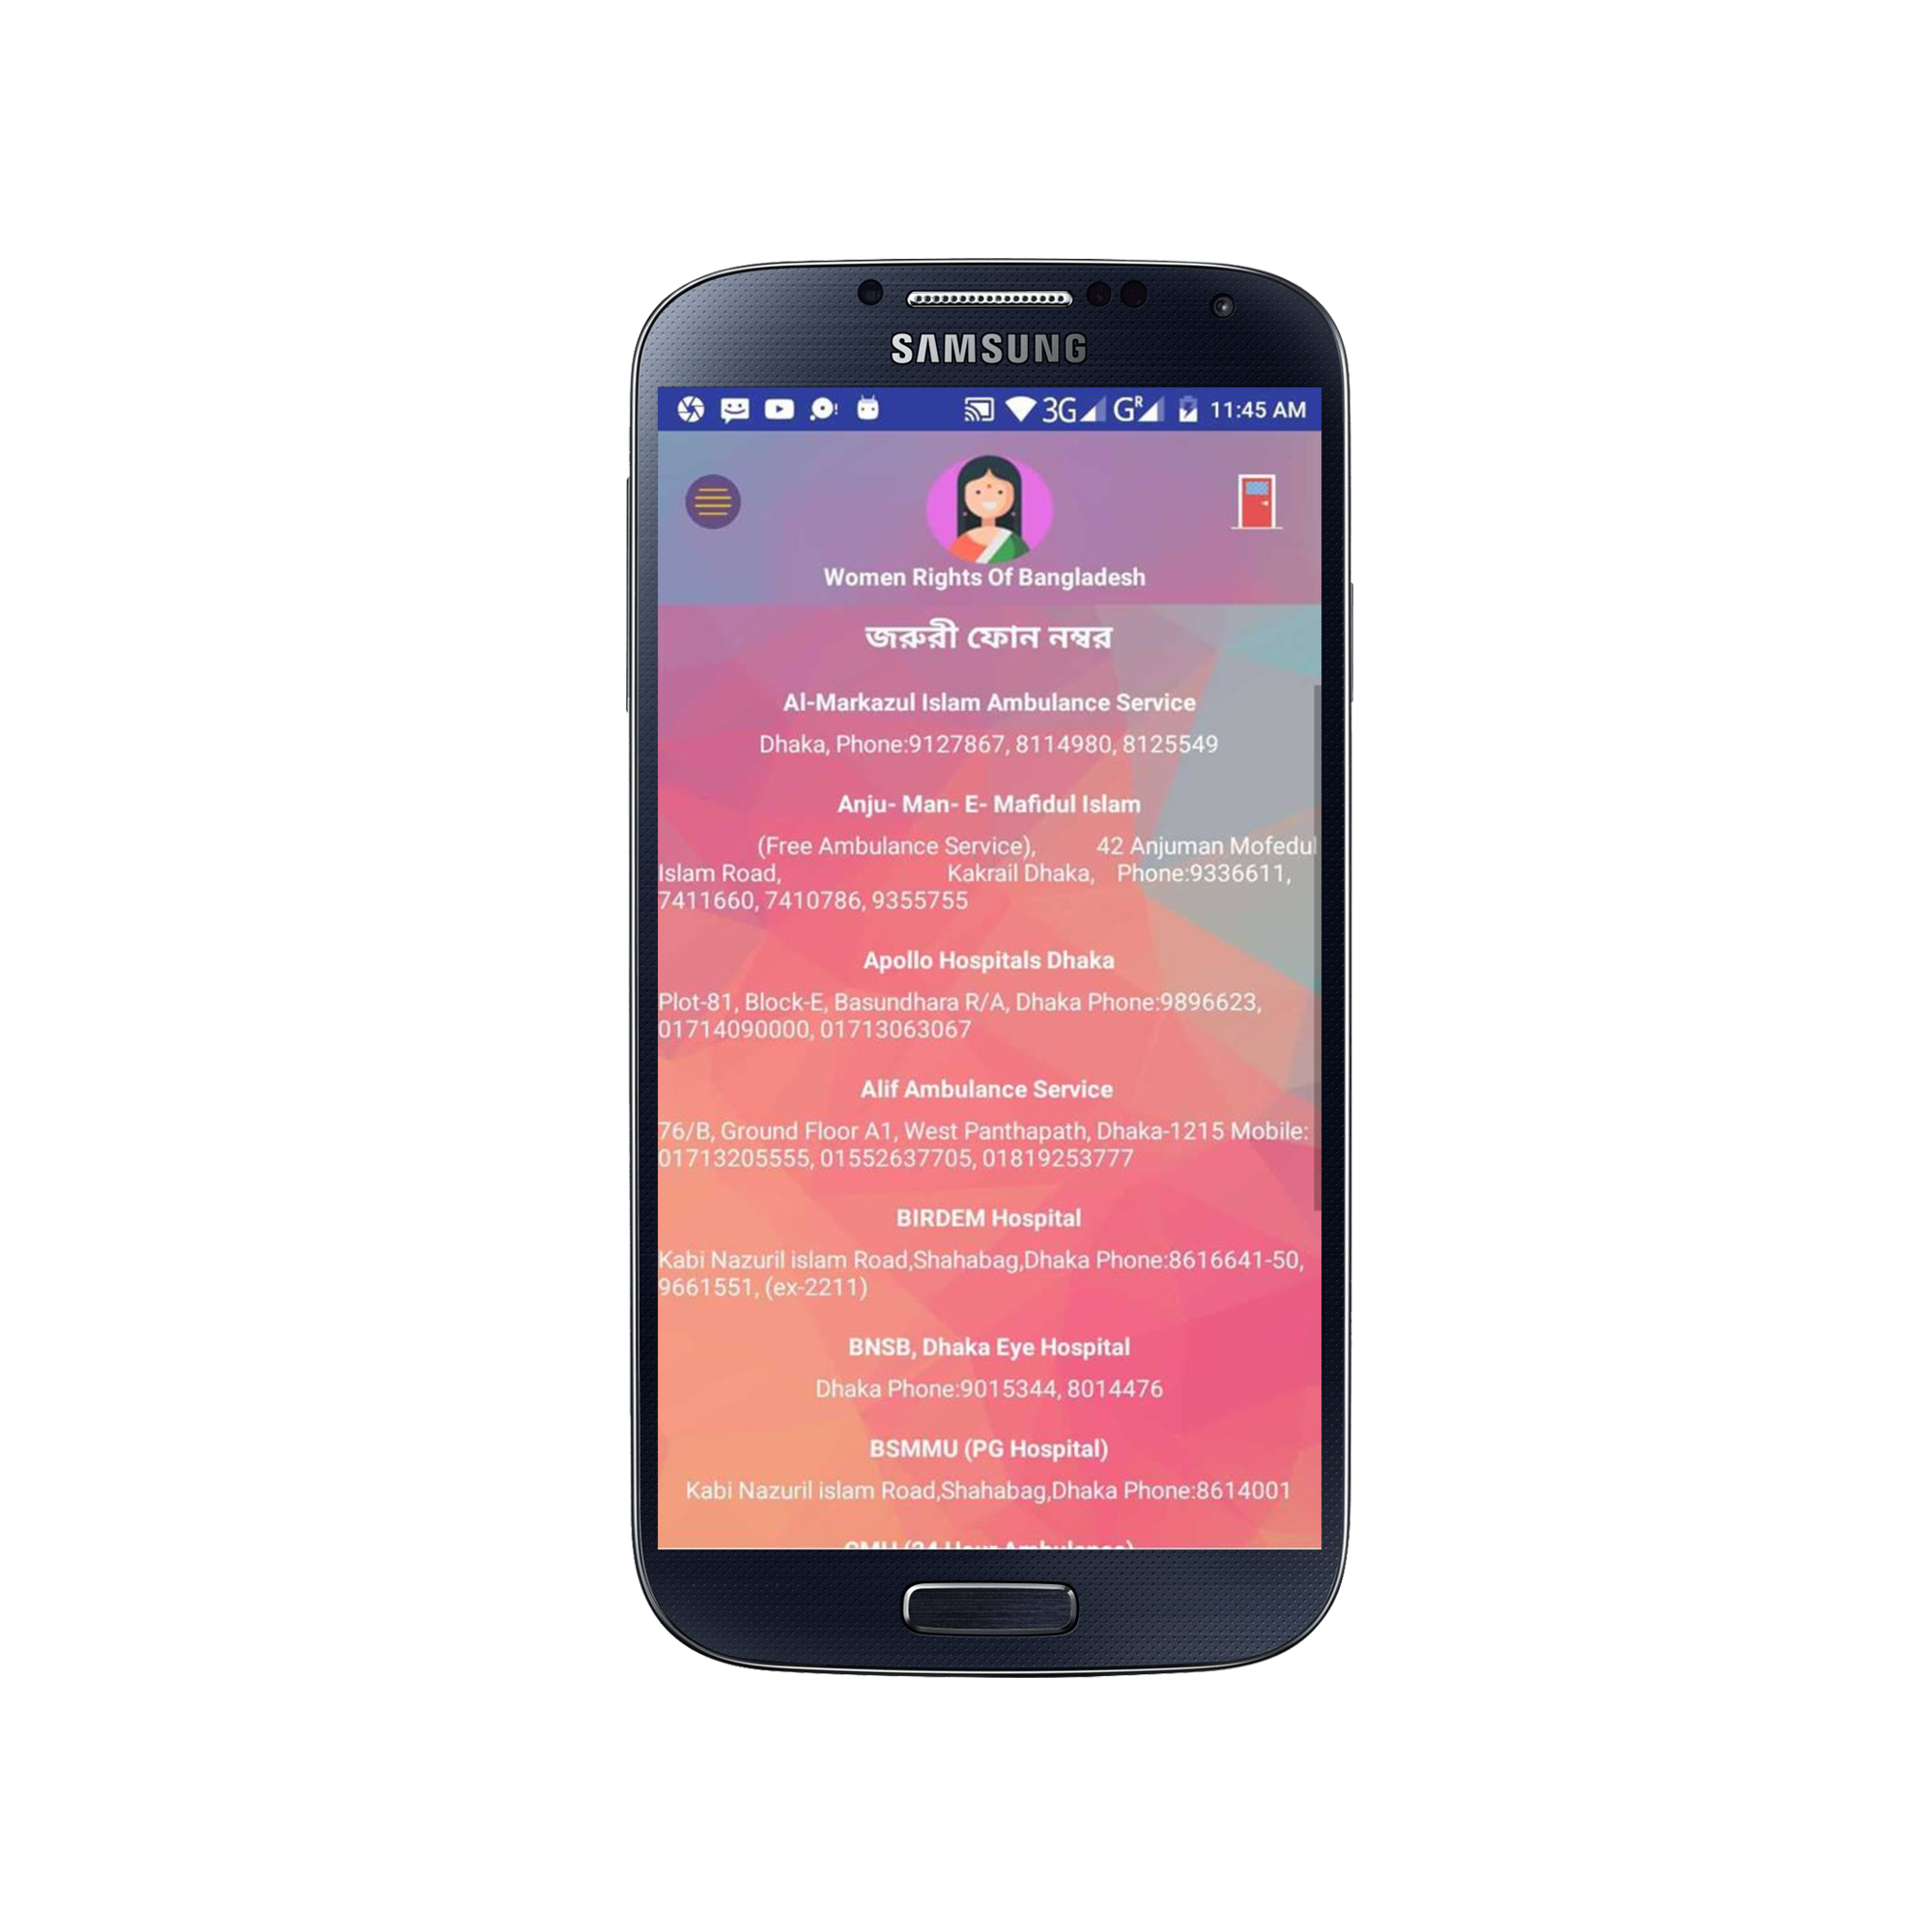 SAMSUNG
3G G R 11:45 AM
Women Rights Of Bangladesh
জরুরী ফোন নম্বর
Al-Markazul Islam Ambulance Service
Dhaka, Phone:9127867, 8114980, 8125549
Anju- Man- E- Mafidul Islam
(Free Ambulance Service), 42 Anjuman Mofedul
Islam Road, Kakrail Dhaka, Phone:9336611,
7411660, 7410786, 9355755
Apollo Hospitals Dhaka
Plot-81, Block-E, Basundhara R/A, Dhaka Phone:9896623,
01714090000, 01713063067
Alif Ambulance Service
76/B, Ground Floor A1, West Panthapath, Dhaka-1215 Mobile:
01713205555, 01552637705, 01819253777
BIRDEM Hospital
Kabi Nazuril islam Road,Shahabag,Dhaka Phone:8616641-50,
9661551, (ex-2211)
BNSB, Dhaka Eye Hospital
Dhaka Phone:9015344, 8014476
BSMMU (PG Hospital)
Kabi Nazuril islam Road,Shahabag,Dhaka Phone:8614001
(24 Hour Ambulance)